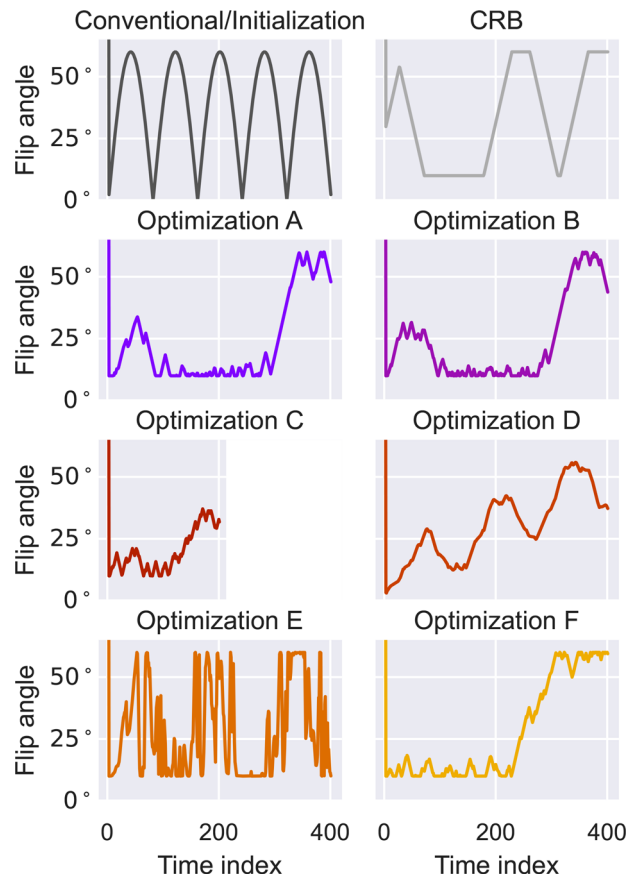 Conventional/Initialization CRB
Flip angle
50°
25°
0°
Optimization A Optimization B
Flip angle
50°
25°
0°
Optimization C Optimization D
Flip angle
50°
25°
0°
Optimization E Optimization F
Flip angle
50°
25°
0°
0 200 400 0 200 400
Time index Time index